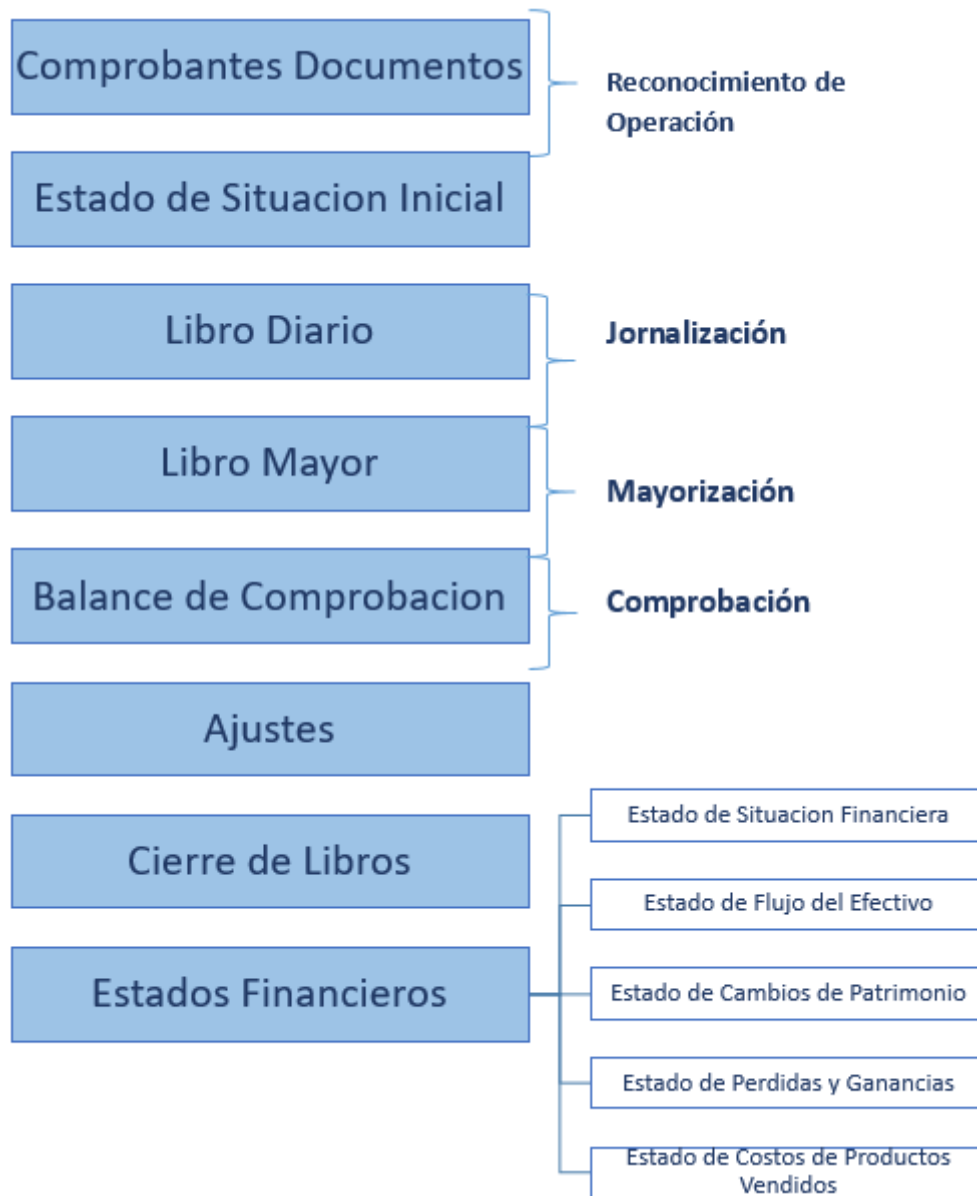 Comprobantes Documentos
Reconocimiento de
Operación
Estado de Situacion Inicial
Libro Diario
Jornalización
Libro Mayor
Mayorización
Balance de Comprobacion
Comprobación
Ajustes
Cierre de Libros
Estados Financieros
Estado de Situacion Financiera
Estado de Flujo del Efectivo
Estado de Cambios de Patrimonio
Estado de Perdidas y Ganancias
Estado de Costos de Productos
Vendidos